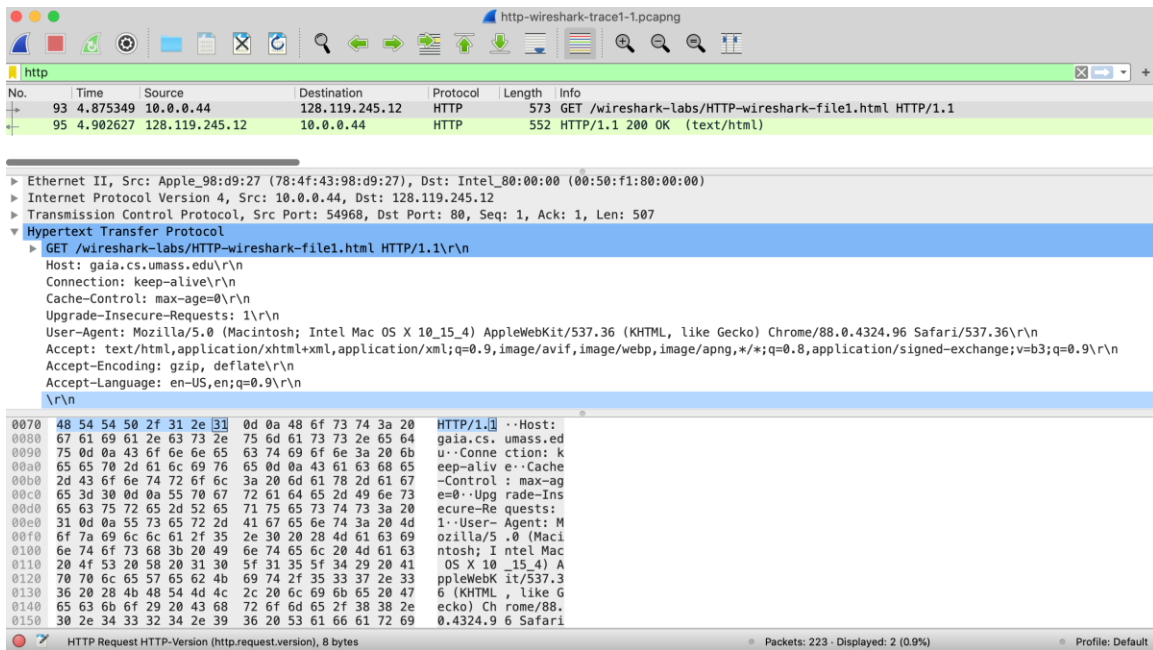 http-wireshark-trace1-1.pcapng
http
No. Time Source Destination Protocol Length Info
93 4.875349 10.0.0.44 128.119.245.12 HTTP 573 GET /wireshark-labs/HTTP-wireshark-file1.html HTTP/1.1
95 4.902627 128.119.245.12 10.0.0.44 HTTP 552 HTTP/1.1 200 OK (text/html)
Ethernet II, Src: Apple_98:d9:27 (78:4f:43:98:d9:27), Dst: Intel_80:00:00 (00:50:f1:80:00:00)
Internet Protocol Version 4, Src: 10.0.0.44, Dst: 128.119.245.12
Transmission Control Protocol, Src Port: 54968, Dst Port: 80, Seq: 1, Ack: 1, Len: 507
Hypertext Transfer Protocol
GET /wireshark-labs/HTTP-wireshark-file1.html HTTP/1.1\r\n
Host: gaia.cs.umass.edu\r\n
Connection: keep-alive\r\n
Cache-Control: max-age=0\r\n
Upgrade-Insecure-Requests: 1\r\n
User-Agent: Mozilla/5.0 (Macintosh; Intel Mac OS X 10_15_4) AppleWebKit/537.36 (KHTML, like Gecko) Chrome/88.0.4324.96 Safari/537.36\r\n
Accept: text/html,application/xhtml+xml,application/xml;q=0.9,image/avif,image/webp,image/apng,*/*;q=0.8,application/signed-exchange;v=b3;q=0.9\r\n
Accept-Encoding: gzip, deflate\r\n
Accept-Language: en-US,en;q=0.9\r\n
\r\n
0070 48 54 54 50 2f 31 2e 31 0d 0a 48 6f 73 74 3a 20 HTTP/1.1 ··Host:
0080 67 61 69 61 2e 63 73 2e 75 6d 61 73 73 2e 65 64 gaia.cs. umass.ed
0090 75 0d 0a 43 6f 6e 6e 65 63 74 69 6f 6e 3a 20 6b u··Conne ction: k
00a0 65 65 70 2d 61 6c 69 76 65 0d 0a 43 61 63 68 65 eep-aliv e··Cache
00b0 2d 43 6f 6e 74 72 6f 6c 3a 20 6d 61 78 2d 61 67 -Control : max-ag
00c0 65 3d 30 0d 0a 55 70 67 72 61 64 65 2d 49 6e 73 e=0··Upg rade-Ins
00d0 65 63 75 72 65 2d 52 65 71 75 65 73 74 73 3a 20 ecure-Re quests:
00e0 31 0d 0a 55 73 65 72 2d 41 67 65 6e 74 3a 20 4d 1··User- Agent: M
00f0 6f 7a 69 6c 6c 61 2f 35 2e 30 20 28 4d 61 63 69 ozilla/5 .0 (Maci
0100 6e 74 6f 73 68 3b 20 49 6e 74 65 6c 20 4d 61 63 ntosh; I ntel Mac
0110 20 4f 53 20 58 20 31 30 5f 31 35 5f 34 29 20 41 OS X 10 _15_4) A
0120 70 70 6c 65 57 65 62 4b 69 74 2f 35 33 37 2e 33 ppleWebK it/537.3
0130 36 20 28 4b 48 54 4d 4c 2c 20 6c 69 6b 65 20 47 6 (KHTML , like G
0140 65 63 6b 6f 29 20 43 68 72 6f 6d 65 2f 38 38 2e ecko) Ch rome/88.
0150 30 2e 34 33 32 34 2e 39 36 20 53 61 66 61 72 69 0.4324.9 6 Safari
HTTP Request HTTP-Version (http.request.version), 8 bytes Packets: 223 · Displayed: 2 (0.9%) Profile: Default